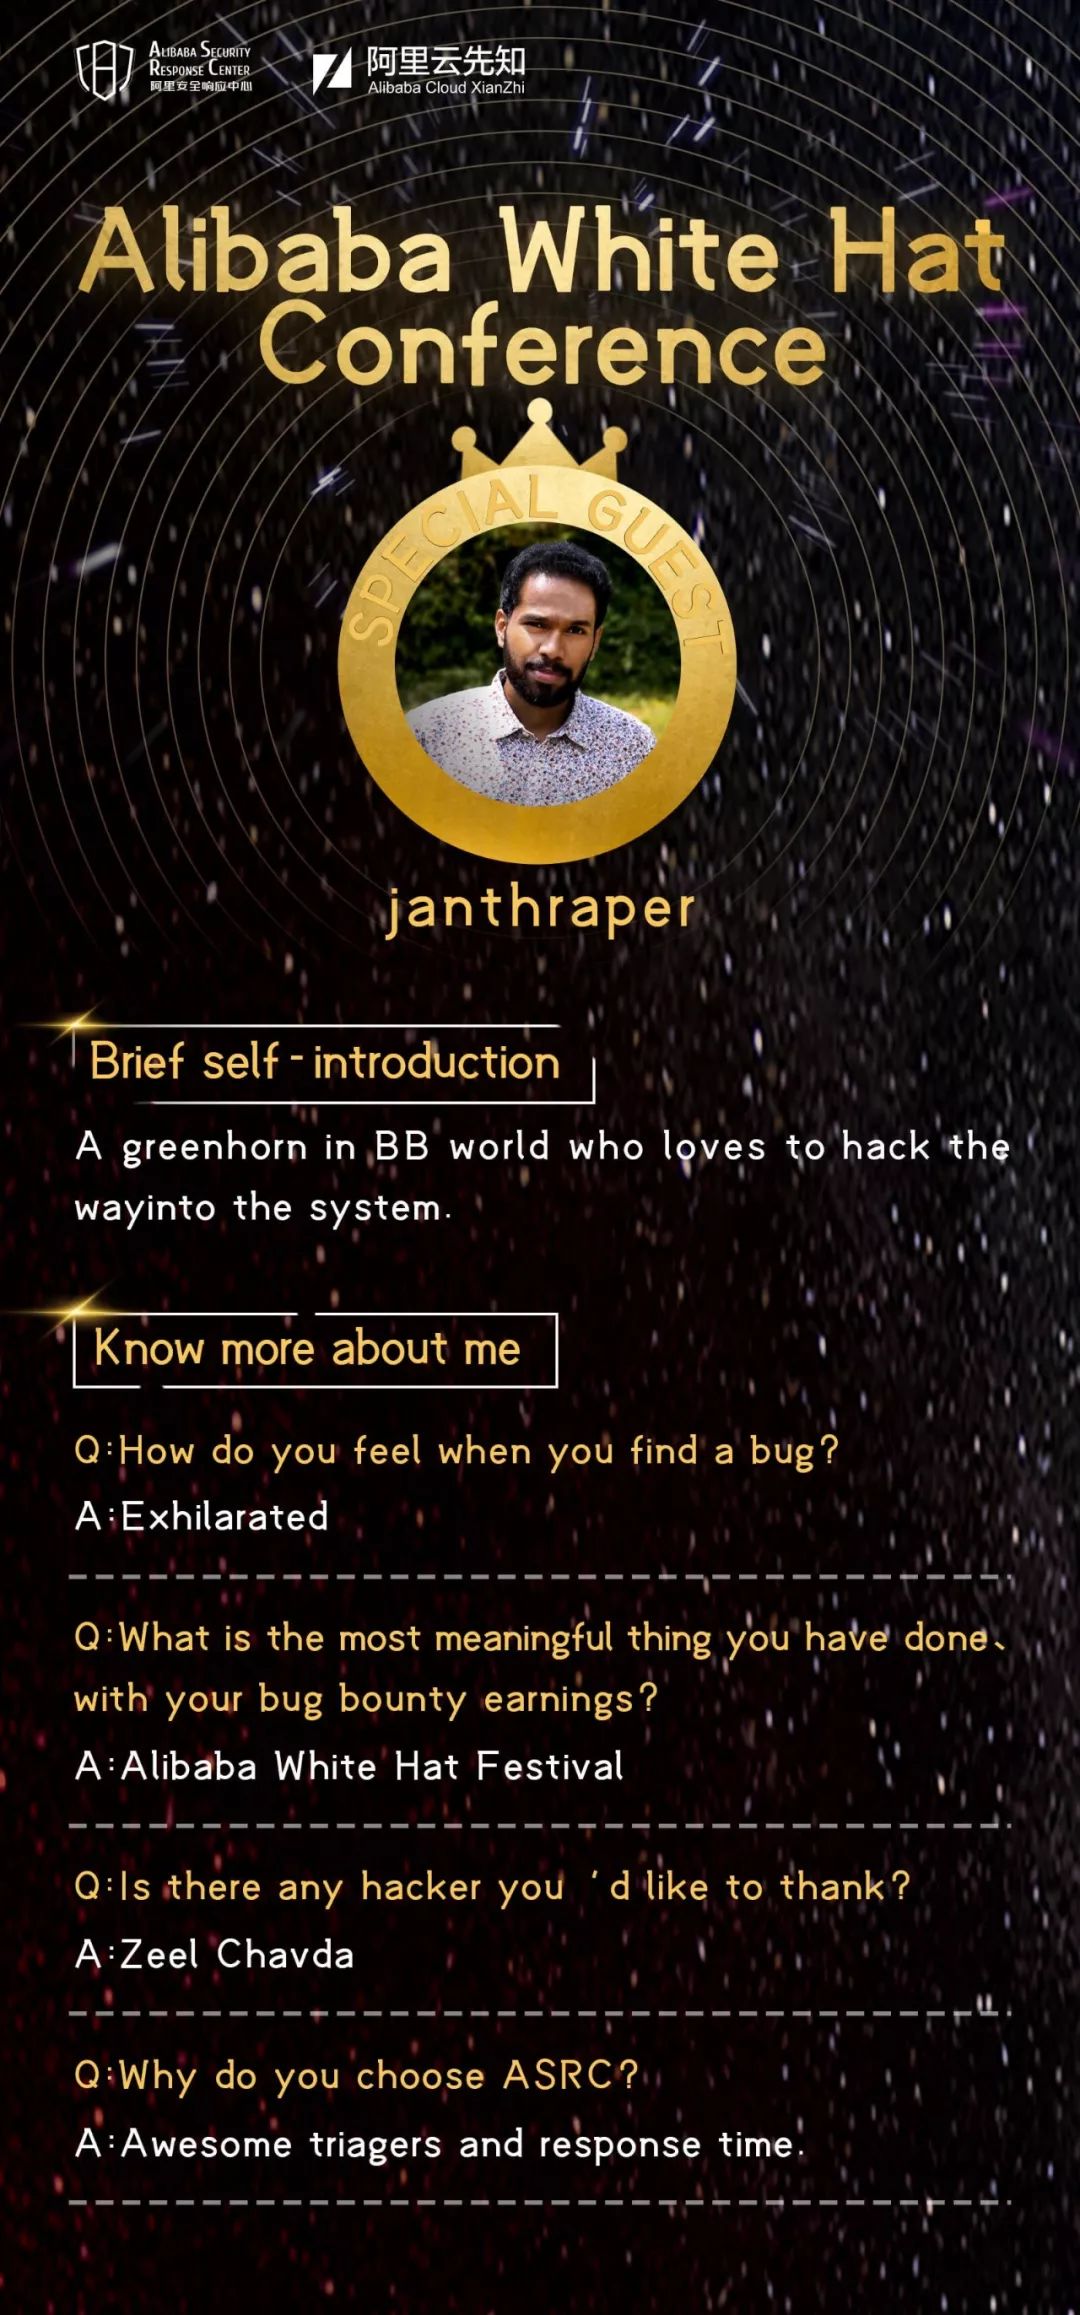 ALIBABA SECURITY
RESPONSE CENTER
阿里安全响应中心
阿里云先知
Alibaba Cloud XianZhi
Alibaba White Hat
Conference
SPECIAL GUEST
janthraper
Brief self-introduction
A greenhorn in BB world who loves to hack the
wayinto the system.
Know more about me
Q:How do you feel when you find a bug?
A:Exhilarated
Q:What is the most meaningful thing you have done、
with your bug bounty earnings?
A:Alibaba White Hat Festival
Q:Is there any hacker you ‘d like to thank?
A:Zeel Chavda
Q:Why do you choose ASRC?
A:Awesome triagers and response time.